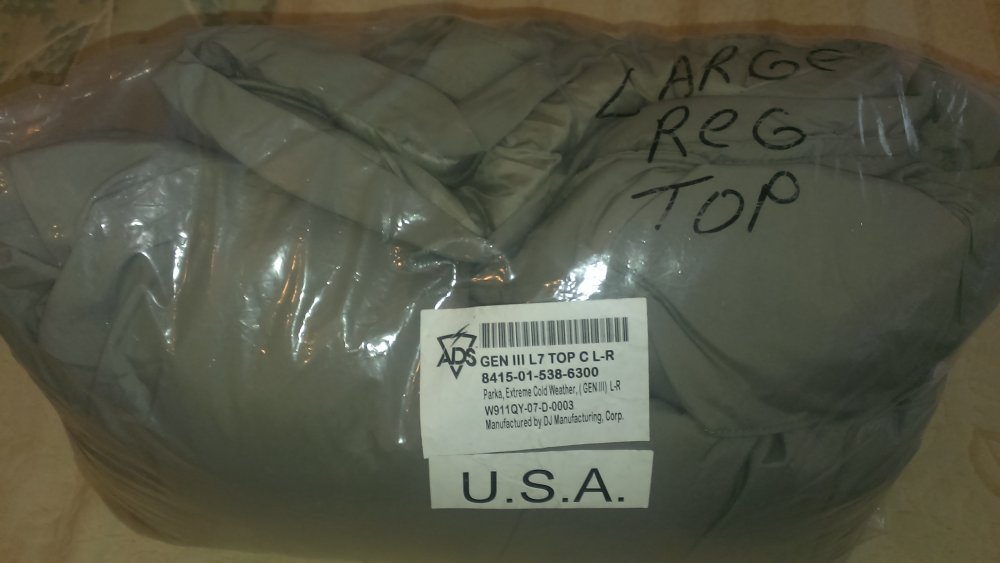 LARGE
REG
TOP
ADS
GEN III L7 TOP C L-R
8415-01-538-6300
Parka, Extreme Cold Weather, ( GEN III) L-R
W911QY-07-D-0003
Manufactured by DJ Manufacturing, Corp.
U.S.A.